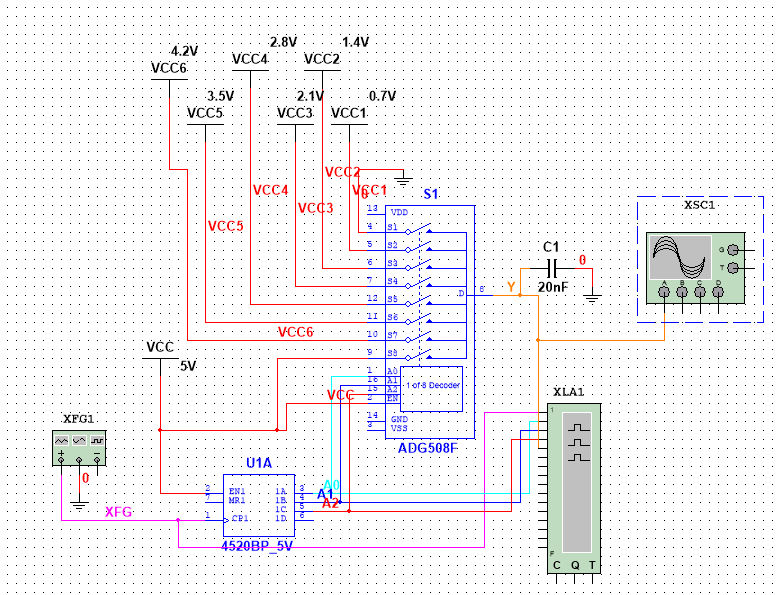 4.2V
VCC6
2.8V
VCC4
1.4V
VCC2
3.5V
VCC5
2.1V
VCC3
0.7V
VCC1
VCC2
VCC1
0
VCC4
VCC3
VCC5
VCC6
S1
13 VDD
4 S1
5 S2
6 S3
7 S4
12 S5
11 S6
10 S7
9 S8
1 A0
16 A1
15 A2
2 EN
14 GND
3 VSS
D 8
1 of 8 Decoder
ADG508F
VCC
5V
VCC
Y
C1
20nF
0
XSC1
G
T
A B C D
XLA1
1
F
C Q T
XFG1
+ −
0
XFG
U1A
2 EN1
7 MR1
1 CP1
1A 3
1B 4
1C 5
1D 6
4520BP_5V
A0
A1
A2